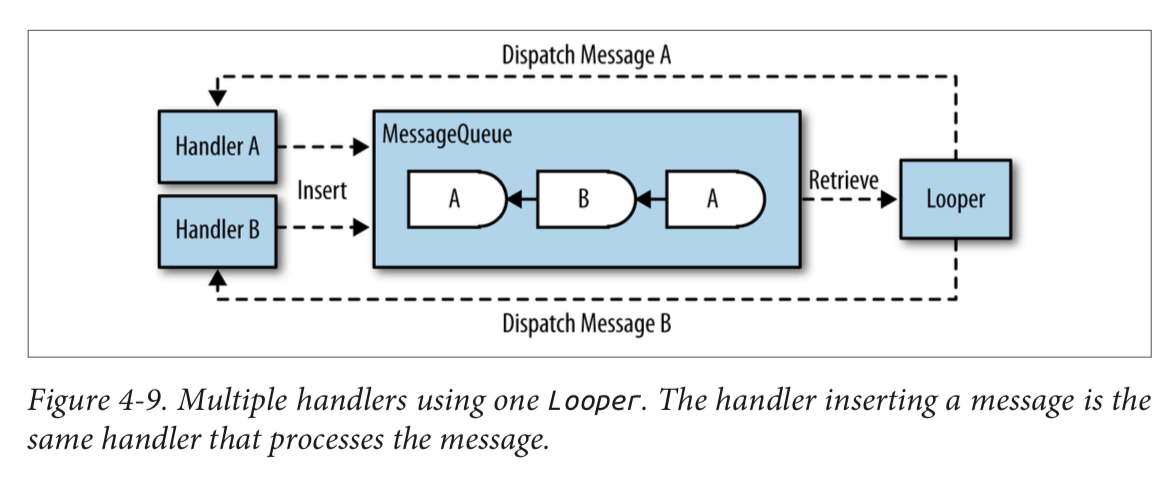 Dispatch Message A
Handler A
MessageQueue
Insert
A
B
A
Retrieve
Looper
Handler B
Dispatch Message B
Figure 4-9. Multiple handlers using one Looper. The handler inserting a message is the
same handler that processes the message.